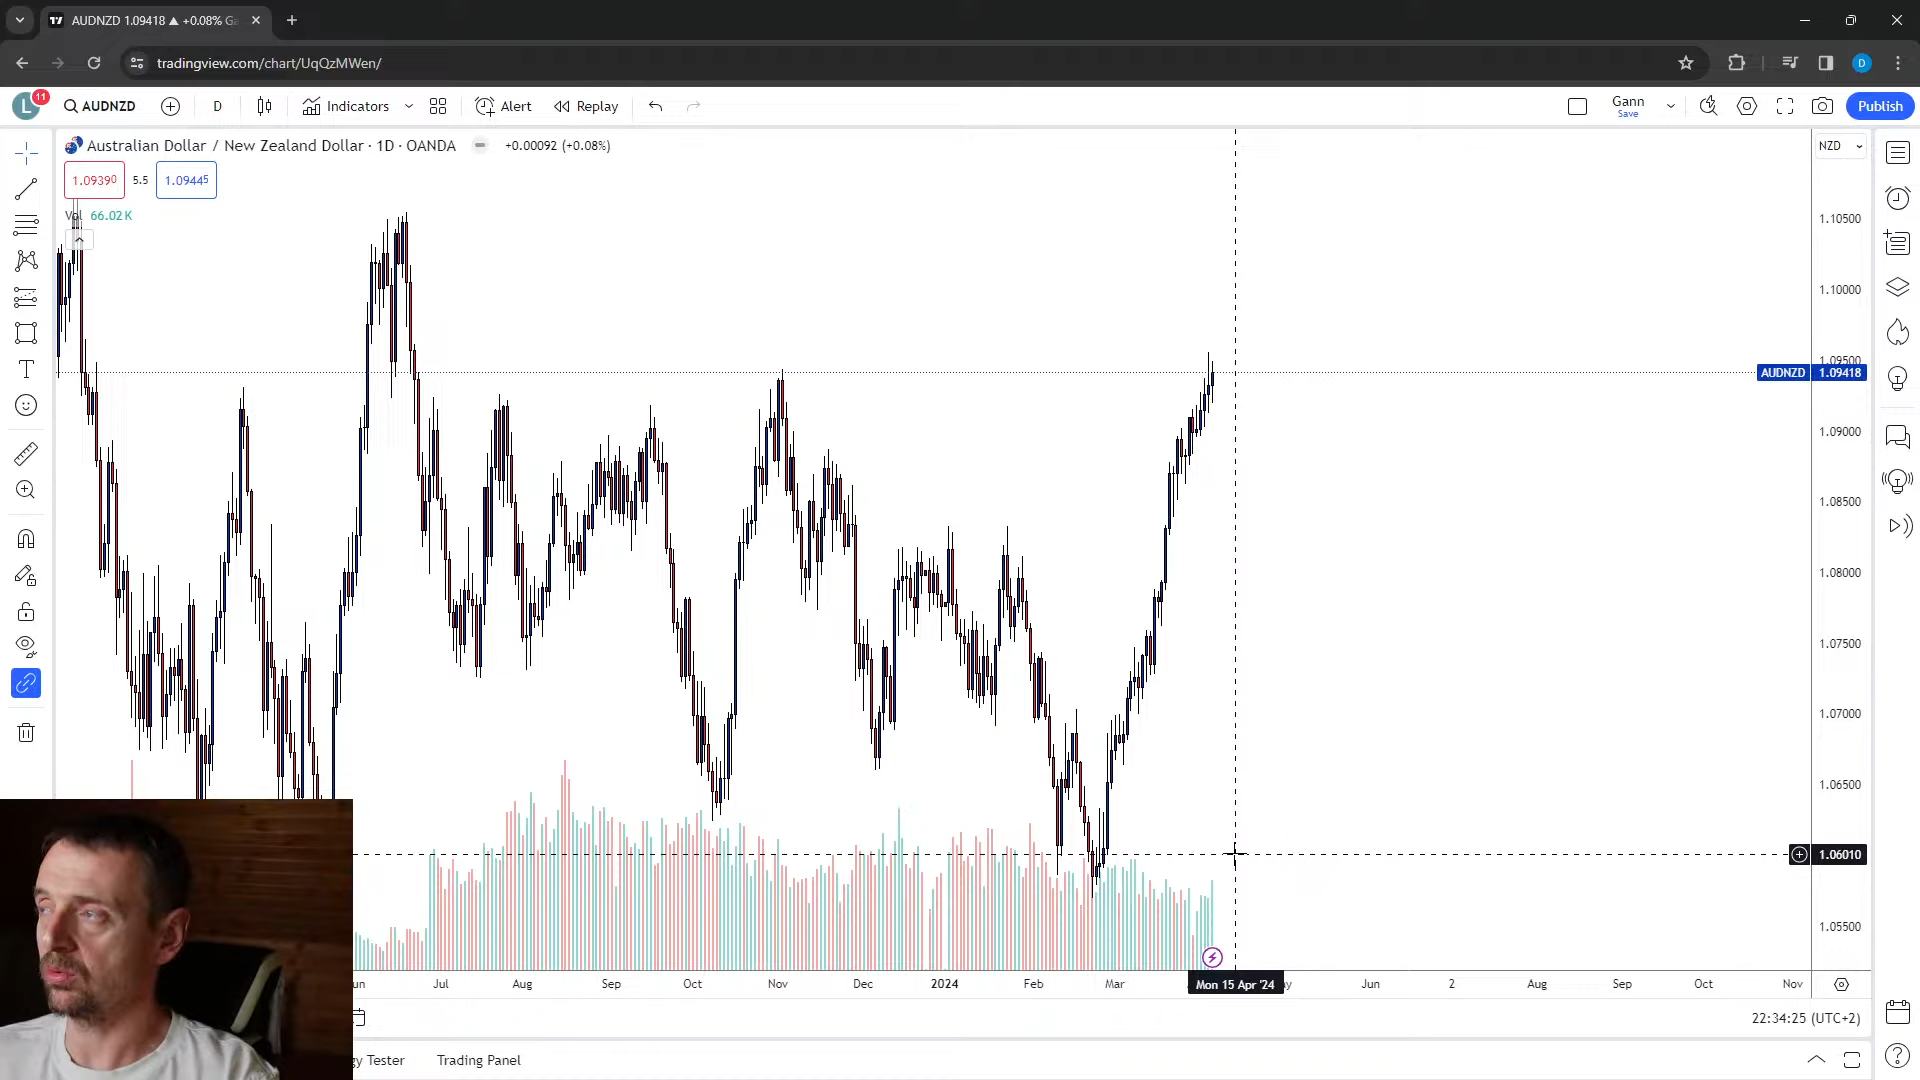 AUDNZD 1.09418 ▲ +0.08% Ga
tradingview.com/chart/UqQzMWen/
D
L
11
AUDNZD
D
Indicators
Alert
Replay
Gann
Save
Publish
Australian Dollar / New Zealand Dollar · 1D · OANDA
+0.00092 (+0.08%)
NZD
1.09390
5.5
1.09445
Vol 66.02 K
1.10500
1.10000
1.09500
AUDNZD 1.09418
1.09000
1.08500
1.08000
1.07500
1.07000
1.06500
1.06010
1.05500
Jul
Aug
Sep
Oct
Nov
Dec
2024
Feb
Mar
Mon 15 Apr '24
Jun
2
Aug
Sep
Oct
Nov
22:34:25 (UTC+2)
Tester
Trading Panel